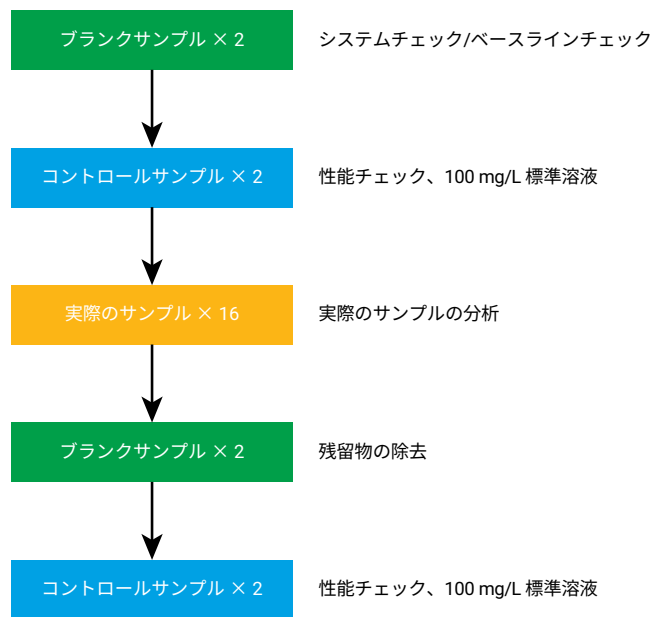 ブランクサンプル × 2
システムチェック/ベースラインチェック
コントロールサンプル × 2
性能チェック、100 mg/L 標準溶液
実際のサンプル × 16
実際のサンプルの分析
ブランクサンプル × 2
残留物の除去
コントロールサンプル × 2
性能チェック、100 mg/L 標準溶液